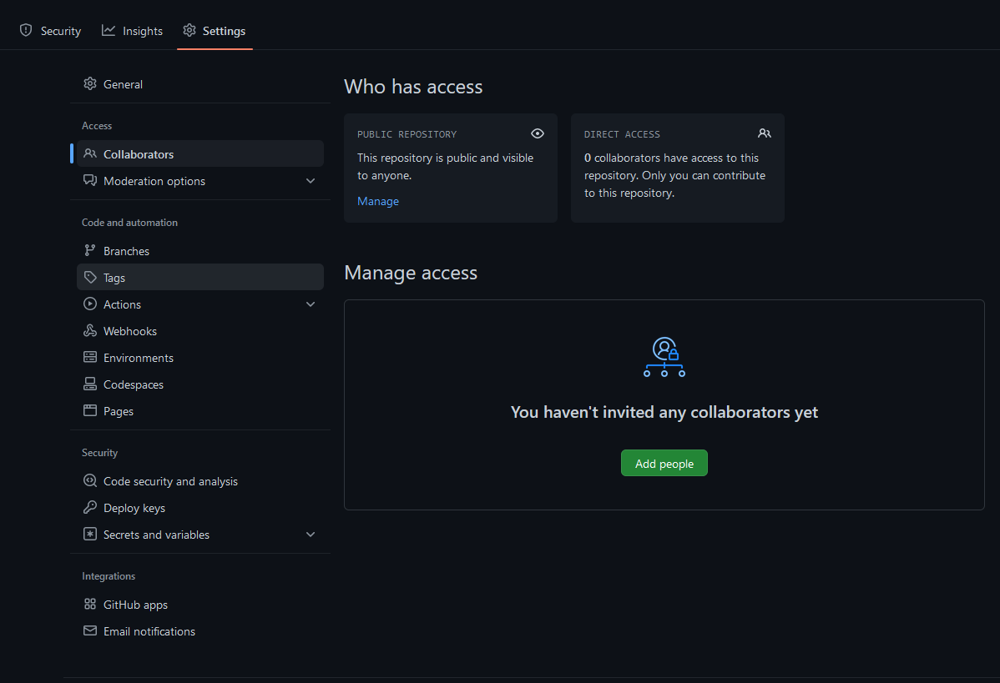 Security
Insights
Settings
General
Access
Collaborators
Moderation options
Code and automation
Branches
Tags
Actions
Webhooks
Environments
Codespaces
Pages
Security
Code security and analysis
Deploy keys
Secrets and variables
Integrations
GitHub apps
Email notifications
Who has access
PUBLIC REPOSITORY
This repository is public and visible
to anyone.
Manage
DIRECT ACCESS
0 collaborators have access to this
repository. Only you can contribute
to this repository.
Manage access
You haven't invited any collaborators yet
Add people